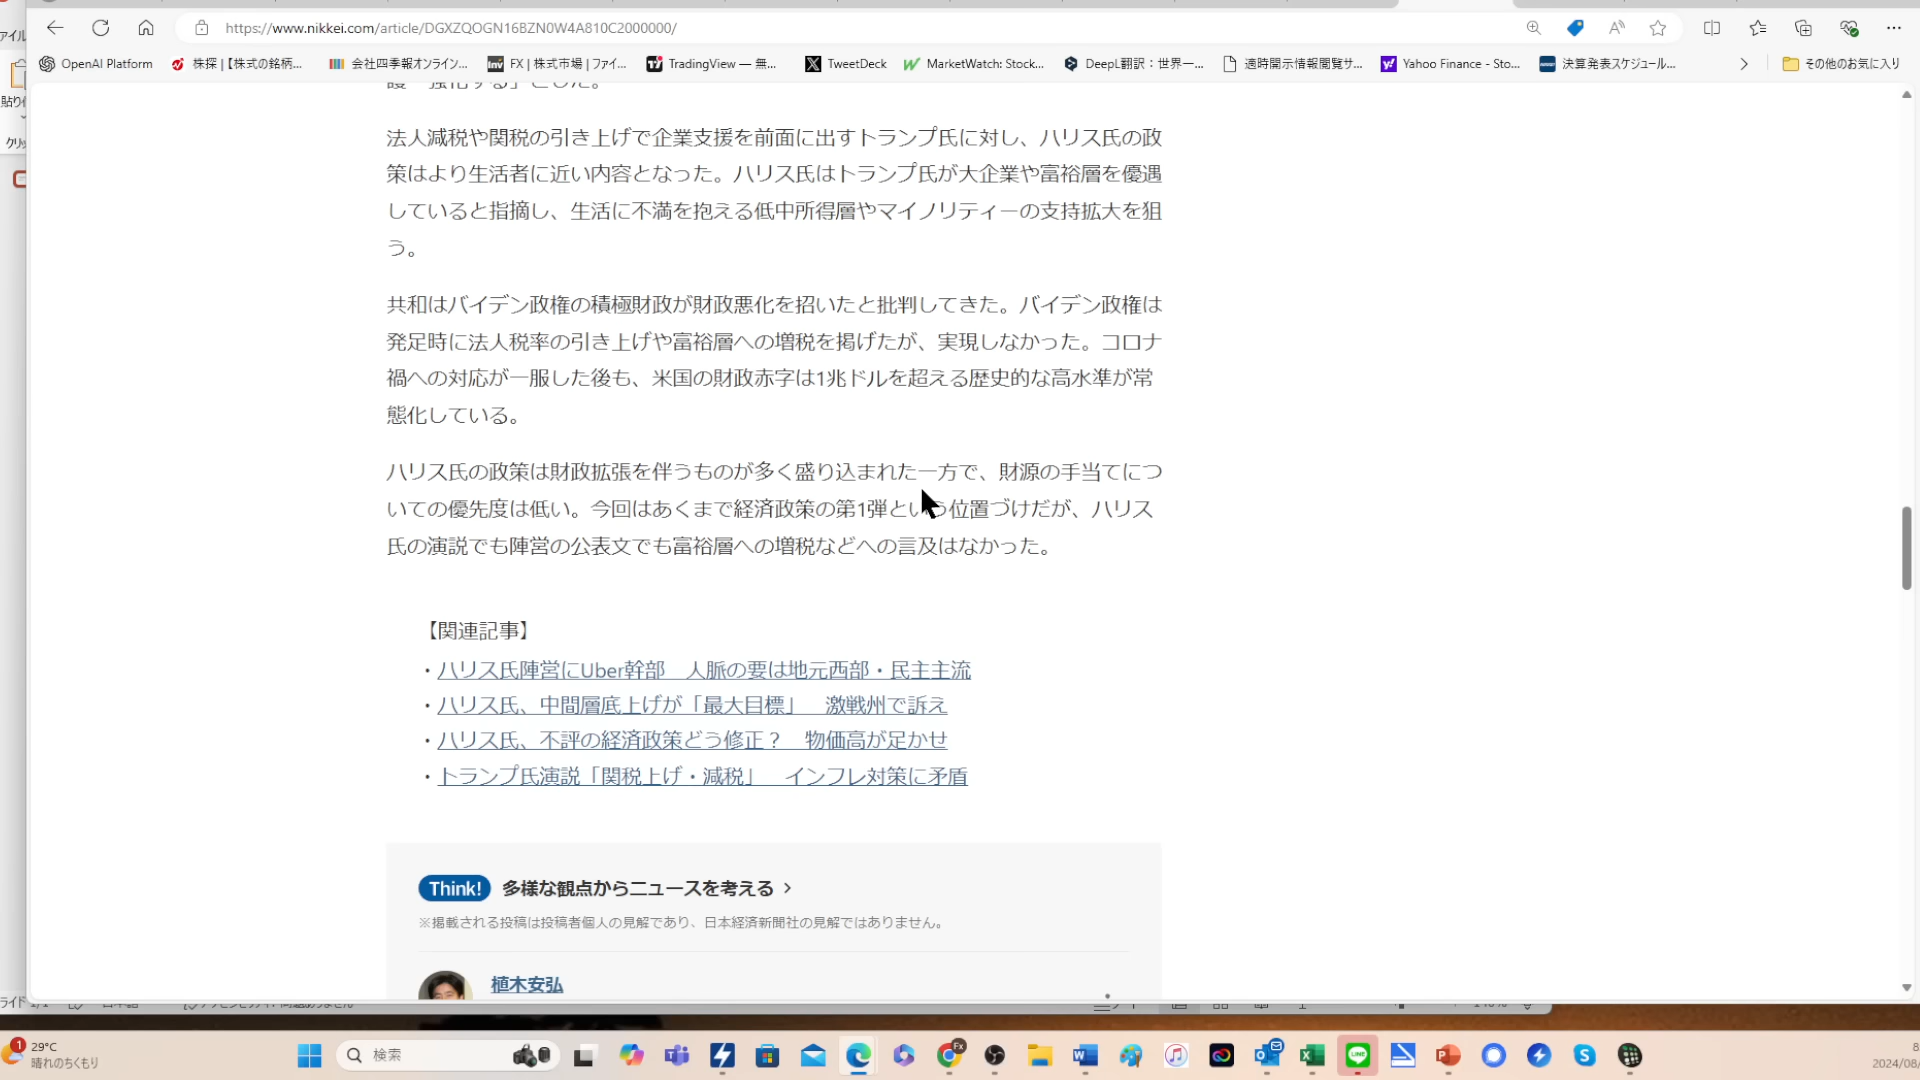 https://www.nikkei.com/article/DGXZQOGN16BZN0W4A810C2000000/
OpenAI Platform
株探 | 【株式の銘柄...
会社四季報オンライン...
FX | 株式市場 | ファイ...
TradingView — 無...
TweetDeck
MarketWatch: Stock...
DeepL翻訳：世界一...
適時開示情報閲覧サ...
Yahoo Finance - Sto...
決算発表スケジュール...
その他のお気に入り
法人減税や関税の引き上げで企業支援を前面に出すトランプ氏に対し、ハリス氏の政
策はより生活者に近い内容となった。ハリス氏はトランプ氏が大企業や富裕層を優遇
していると指摘し、生活に不満を抱える低中所得層やマイノリティーの支持拡大を狙
う。
共和はバイデン政権の積極財政が財政悪化を招いたと批判してきた。バイデン政権は
発足時に法人税率の引き上げや富裕層への増税を掲げたが、実現しなかった。コロナ
禍への対応が一服した後も、米国の財政赤字は1兆ドルを超える歴史的な高水準が常
態化している。
ハリス氏の政策は財政拡張を伴うものが多く盛り込まれた一方で、財源の手当てにつ
いての優先度は低い。今回はあくまで経済政策の第1弾という位置づけだが、ハリス
氏の演説でも陣営の公表文でも富裕層への増税などへの言及はなかった。
【関連記事】
・ハリス氏陣営にUber幹部　人脈の要は地元西部・民主主流
・ハリス氏、中間層底上げが「最大目標」　激戦州で訴え
・ハリス氏、不評の経済政策どう修正？　物価高が足かせ
・トランプ氏演説「関税上げ・減税」　インフレ対策に矛盾
Think! 多様な観点からニュースを考える
※掲載される投稿は投稿者個人の見解であり、日本経済新聞社の見解ではありません。
植木安弘
1
29°C
晴れのちくもり
検索